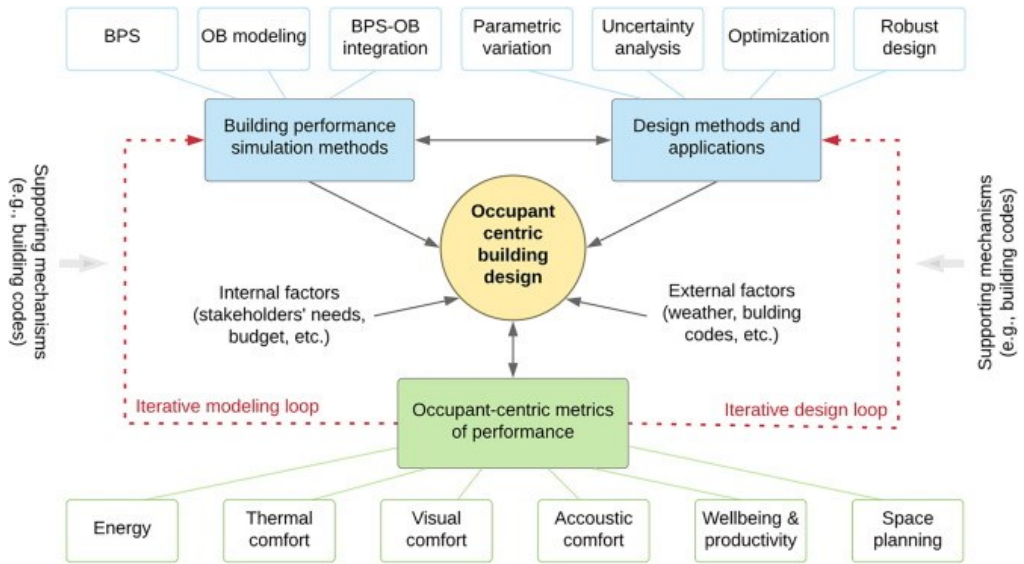 BPS
OB modeling
BPS-OB
integration
Parametric
variation
Uncertainty
analysis
Optimization
Robust
design
Building performance
simulation methods
Design methods and
applications
Supporting mechanisms
(e.g., building codes)
Occupant
centric
building
design
Supporting mechanisms
(e.g., building codes)
Internal factors
(stakeholders' needs,
budget, etc.)
External factors
(weather, bulding
codes, etc.)
Iterative modeling loop
Occupant-centric metrics
of performance
Iterative design loop
Energy
Thermal
comfort
Visual
comfort
Accoustic
comfort
Wellbeing &
productivity
Space
planning